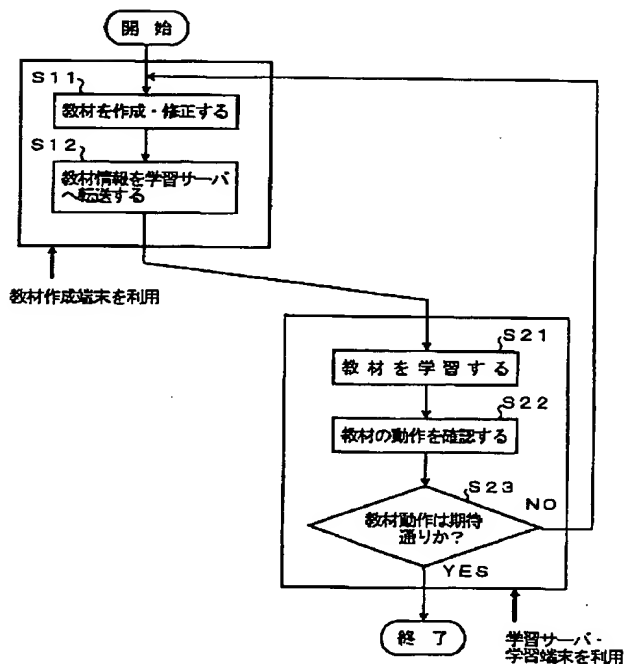 開始
S11
教材を作成・修正する
S12
教材情報を学習サーバ
へ転送する
教材作成端末を利用
S21
教材を学習する
S22
教材の動作を確認する
S23
NO
教材動作は期待
通りか?
YES
終了
学習サーバ・
学習端末を利用